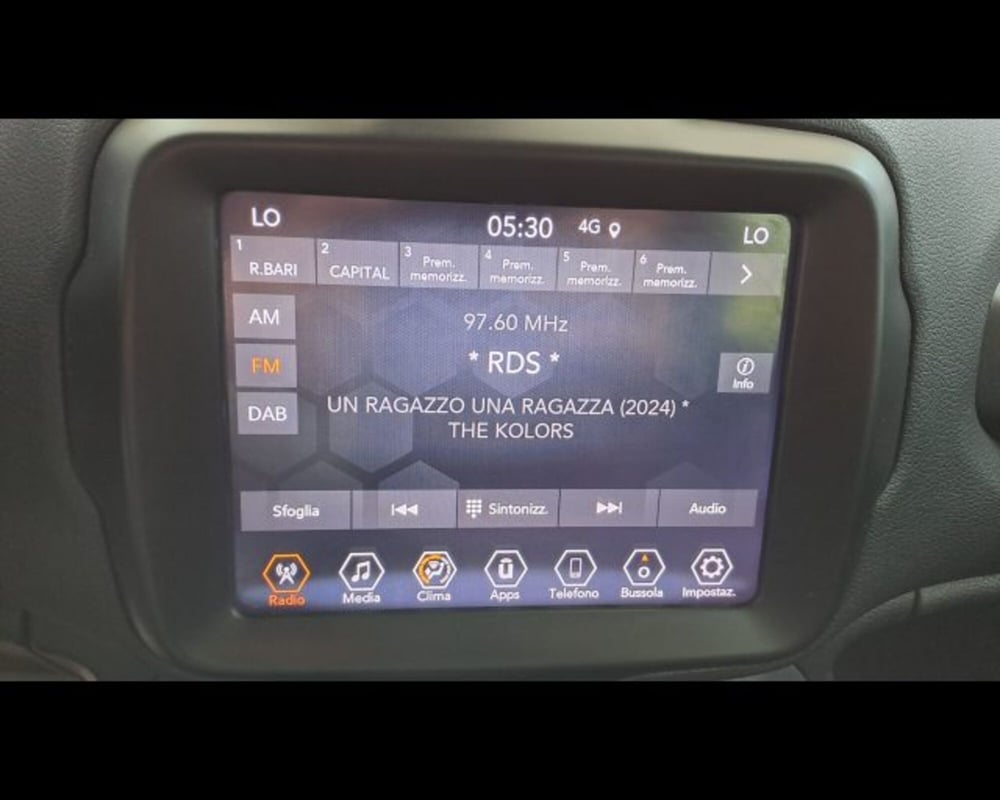 LO 05:30 4G LO
1 R.BARI 2 CAPITAL 3 Prem. memorizz. 4 Prem. memorizz. 5 Prem. memorizz. 6 Prem. memorizz.
AM
97.60 MHz
FM
* RDS *
Info
DAB
UN RAGAZZO UNA RAGAZZA (2024) *
THE KOLORS
Sfoglia Sintonizz. Audio
Radio Media Clima Apps Telefono Bussola Impostaz.